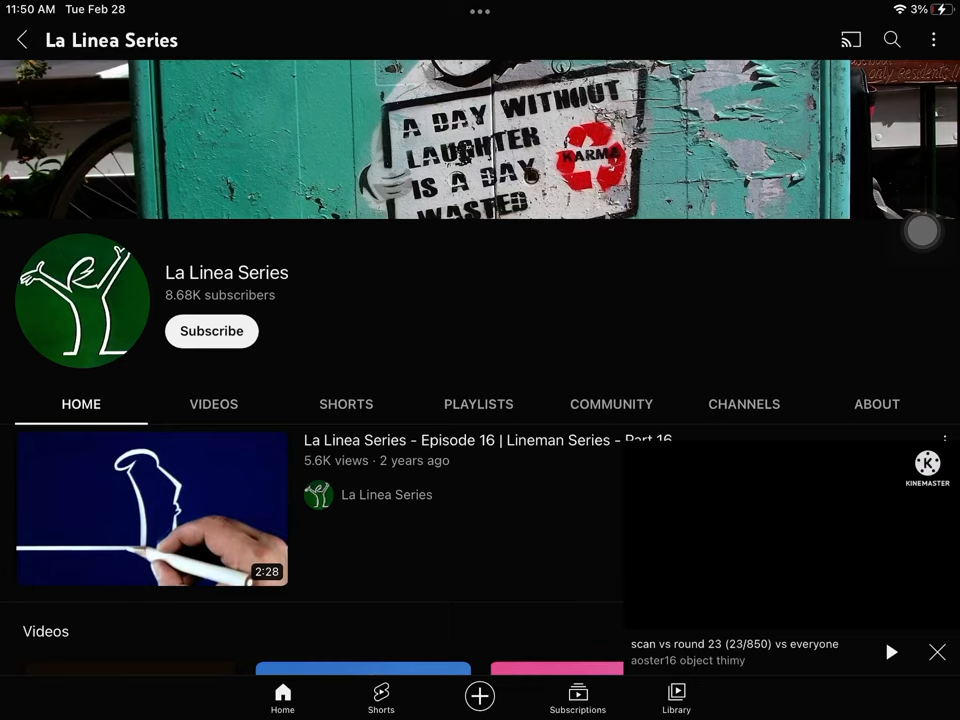 11:50 AM Tue Feb 28
3%
La Linea Series
only Residents
A DAY WITHOUT
LAUGHTER
IS A DAY
WASTED
KARMA
La Linea Series
8.68K subscribers
Subscribe
HOME VIDEOS SHORTS PLAYLISTS COMMUNITY CHANNELS ABOUT
La Linea Series - Episode 16 | Lineman Series - Part 16
5.6K views · 2 years ago
La Linea Series
2:28
K
KINEMASTER
Videos
scan vs round 23 (23/850) vs everyone
aoster16 object thimy
Home Shorts Subscriptions Library